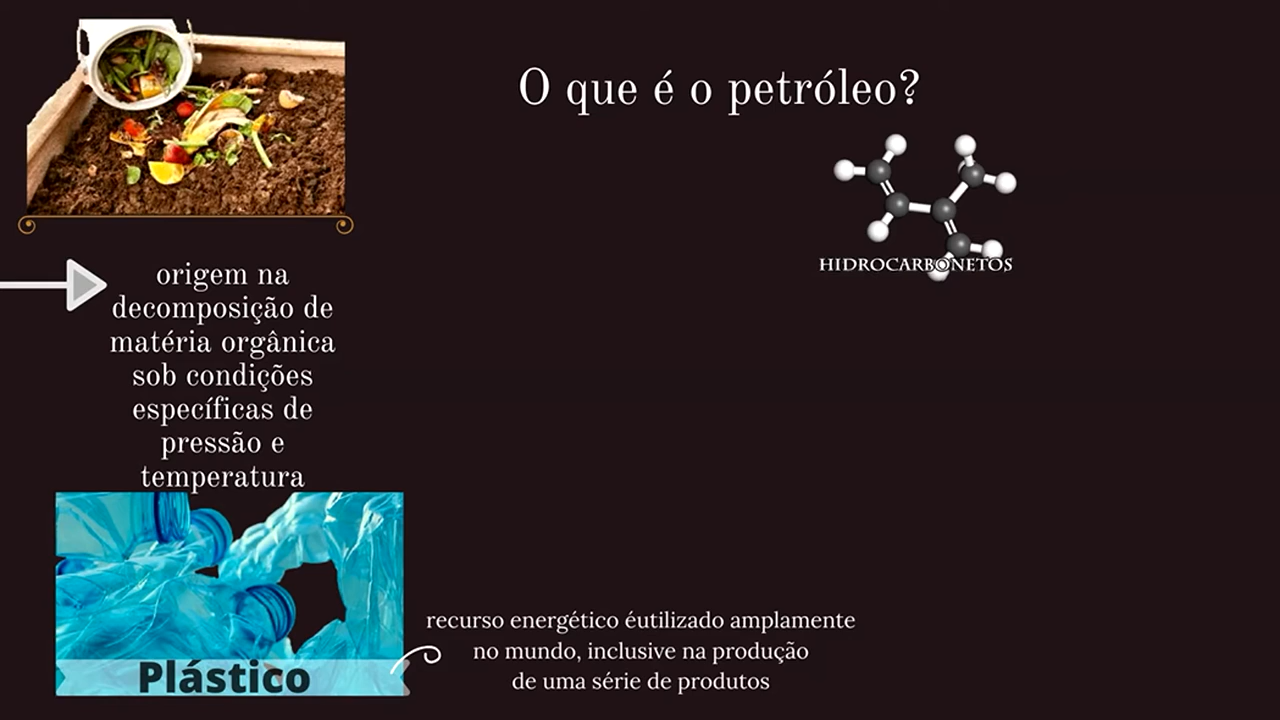 O que é o petróleo?
HIDROCARBONETOS
origem na
decomposição de
matéria orgânica
sob condições
específicas de
pressão e
temperatura
Plástico
recurso energético éutilizado amplamente
no mundo, inclusive na produção
de uma série de produtos